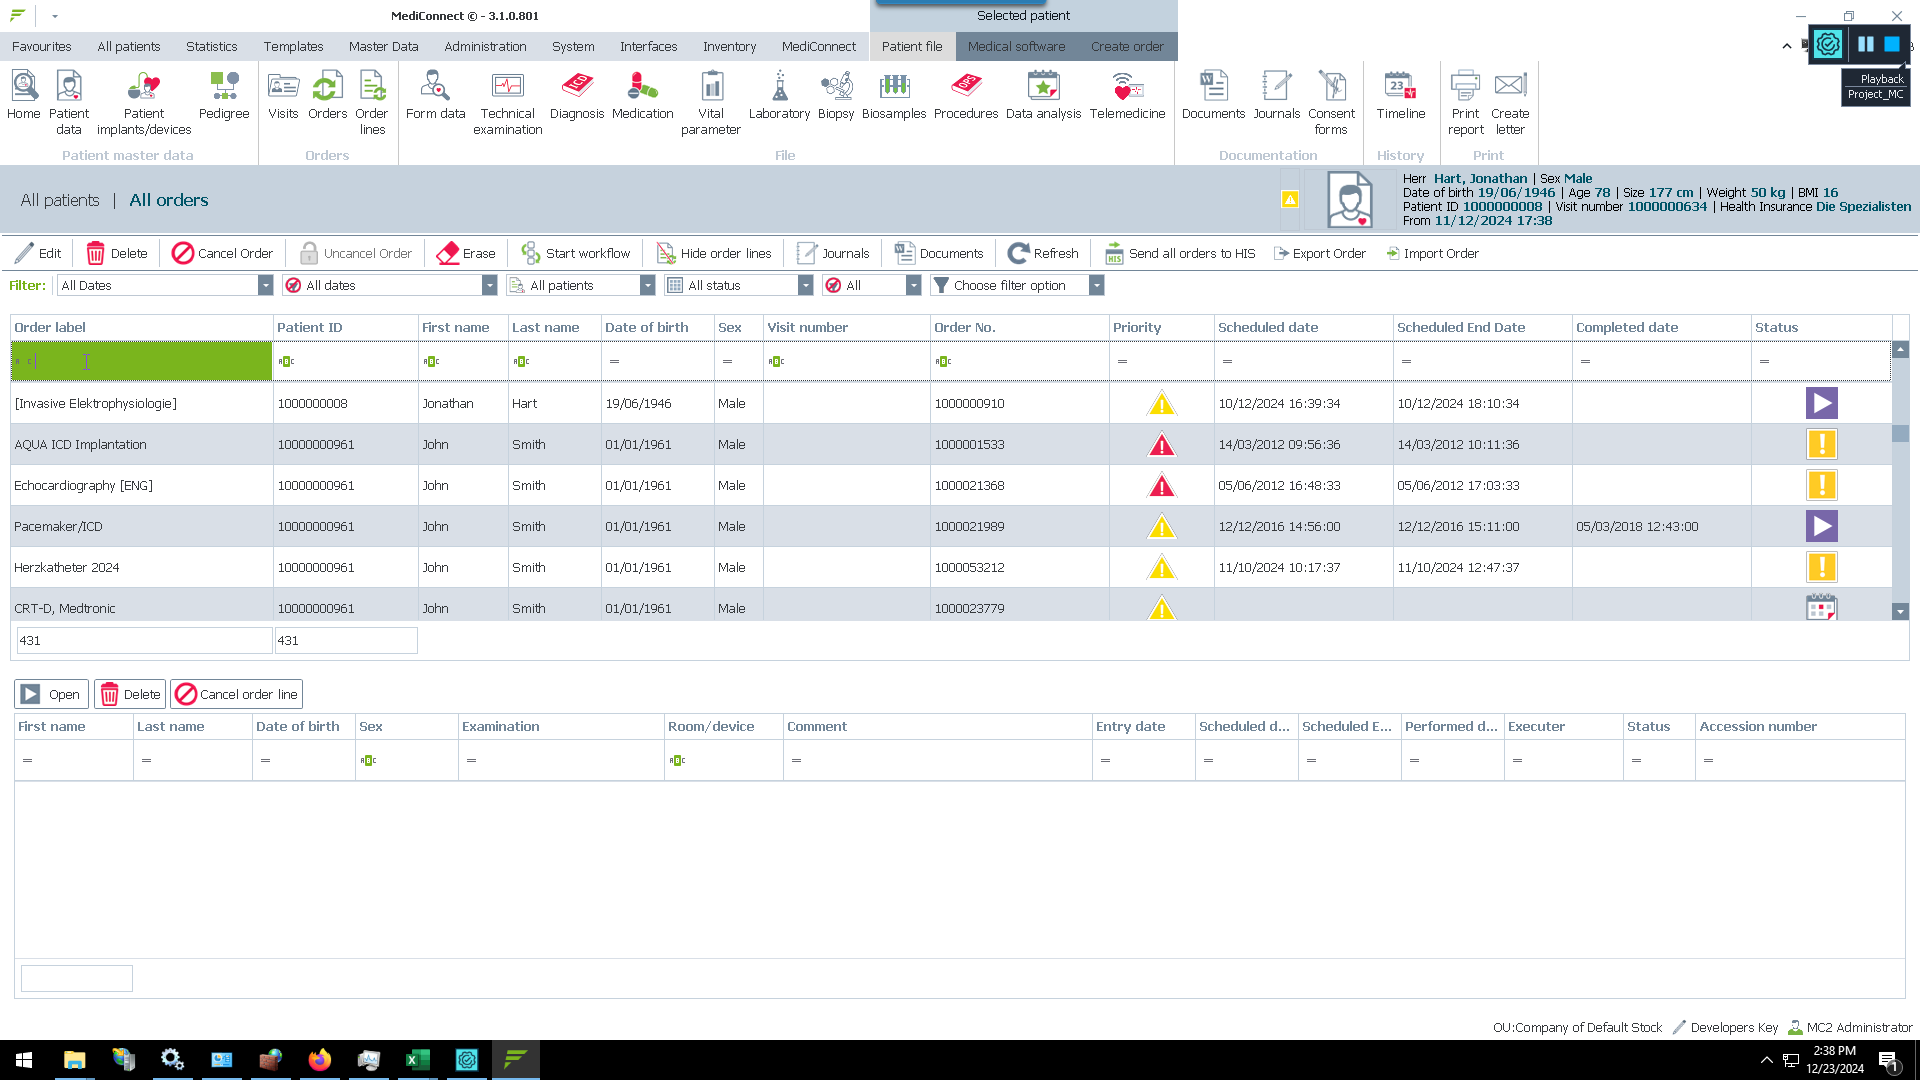 MediConnect © - 3.1.0.801
Selected patient
Favourites All patients Statistics Templates Master Data Administration System Interfaces Inventory MediConnect Patient file Medical software Create order
Home Patient data Patient implants/devices Pedigree Visits Orders Order lines Form data Technical examination Diagnosis Medication Vital parameter Laboratory Biopsy Biosamples Procedures Data analysis Telemedicine Documents Journals Consent forms Timeline Print report Create letter
Playback
Project_MC
Patient master data Orders File Documentation History Print
All patients | All orders
Herr Hart, Jonathan | Sex Male
Date of birth 19/06/1946 | Age 78 | Size 177 cm | Weight 50 kg | BMI 16
Patient ID 1000000008 | Visit number 1000000634 | Health Insurance Die Spezialisten
From 11/12/2024 17:38
Edit Delete Cancel Order Uncancel Order Erase Start workflow Hide order lines Journals Documents Refresh Send all orders to HIS Export Order Import Order
Filter: All Dates All dates All patients All status All Choose filter option
Order label Patient ID First name Last name Date of birth Sex Visit number Order No. Priority Scheduled date Scheduled End Date Completed date Status
[Invasive Elektrophysiologie] 1000000008 Jonathan Hart 19/06/1946 Male 1000000910 10/12/2024 16:39:34 10/12/2024 18:10:34
AQUA ICD Implantation 10000000961 John Smith 01/01/1961 Male 1000001533 14/03/2012 09:56:36 14/03/2012 10:11:36
Echocardiography [ENG] 10000000961 John Smith 01/01/1961 Male 1000021368 05/06/2012 16:48:33 05/06/2012 17:03:33
Pacemaker/ICD 10000000961 John Smith 01/01/1961 Male 1000021989 12/12/2016 14:56:00 12/12/2016 15:11:00 05/03/2018 12:43:00
Herzkatheter 2024 10000000961 John Smith 01/01/1961 Male 1000053212 11/10/2024 10:17:37 11/10/2024 12:47:37
CRT-D, Medtronic 10000000961 John Smith 01/01/1961 Male 1000023779
431 431
Open Delete Cancel order line
First name Last name Date of birth Sex Examination Room/device Comment Entry date Scheduled d... Scheduled E... Performed d... Executer Status Accession number
OU:Company of Default Stock Developers Key MC2 Administrator
2:38 PM
12/23/2024
1